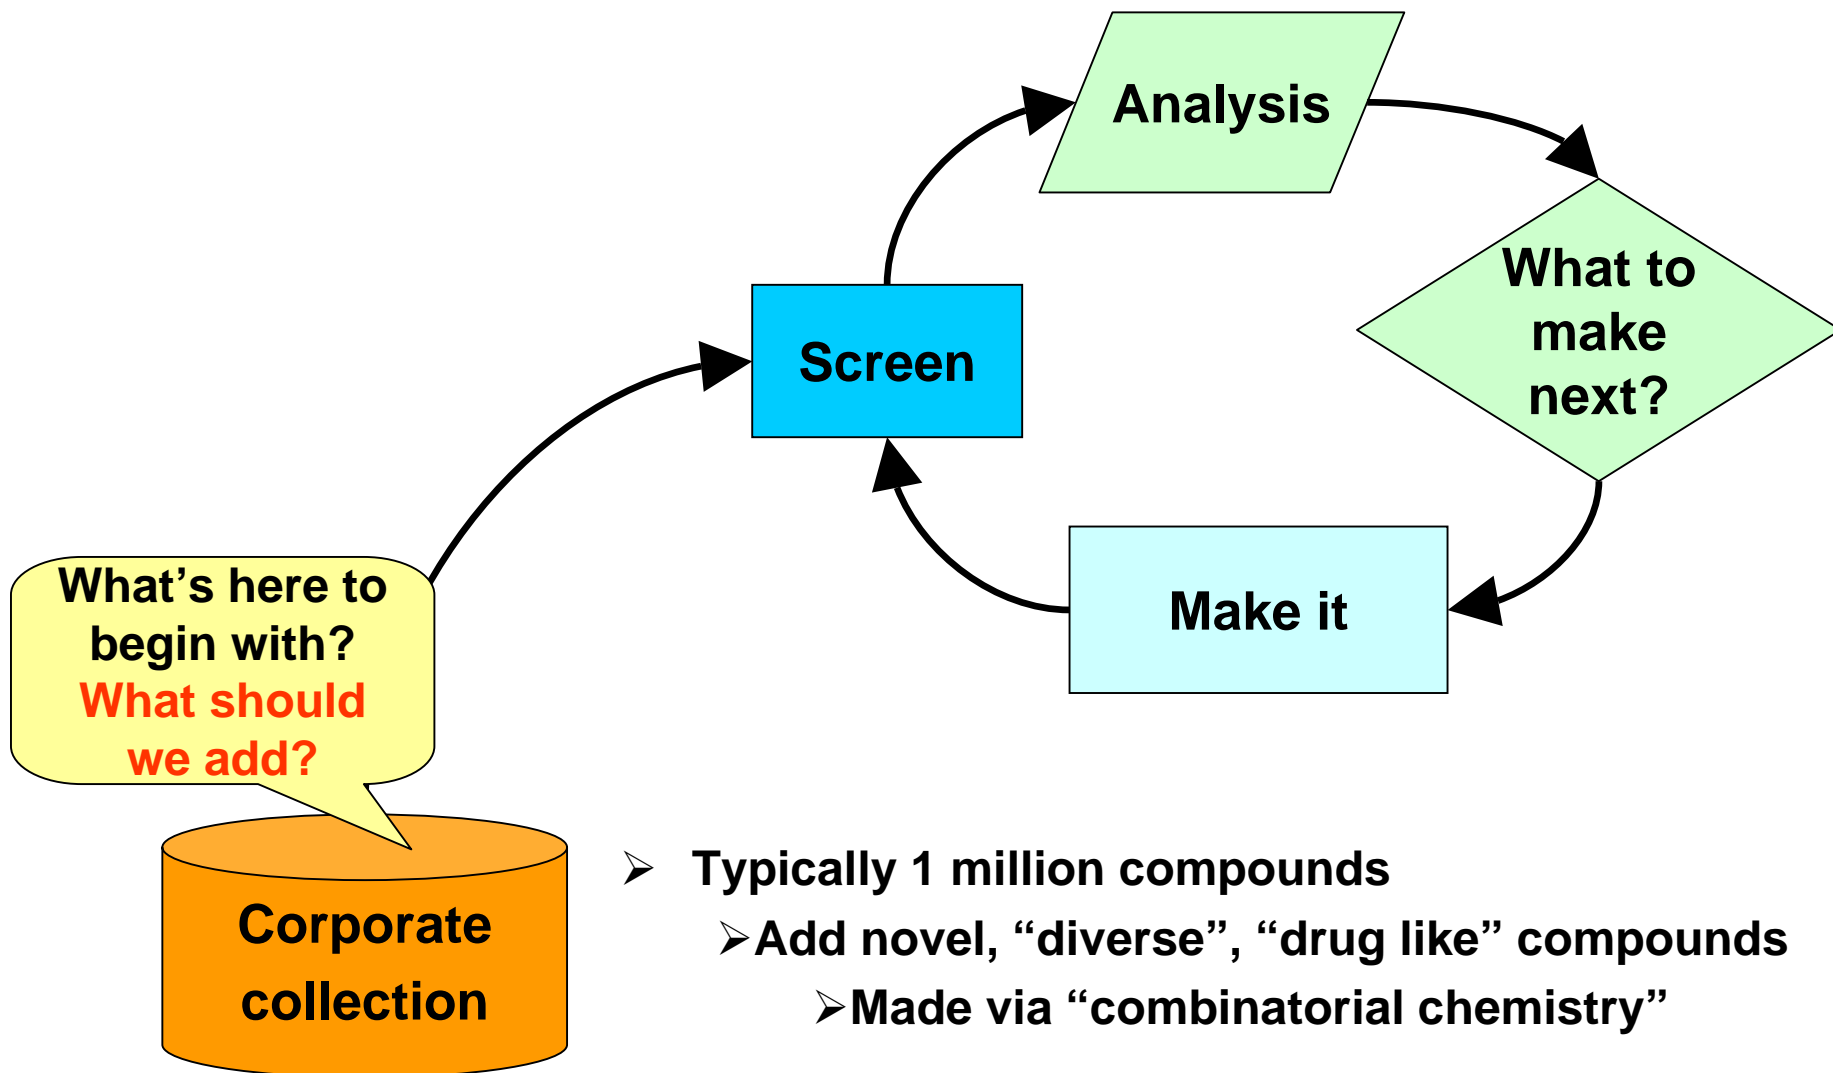 Analysis
What to
make
next?
Screen
Make it
What’s here to
begin with?
What should
we add?
Corporate
collection
➢ Typically 1 million compounds
➢Add novel, “diverse”, “drug like” compounds
➢Made via “combinatorial chemistry”